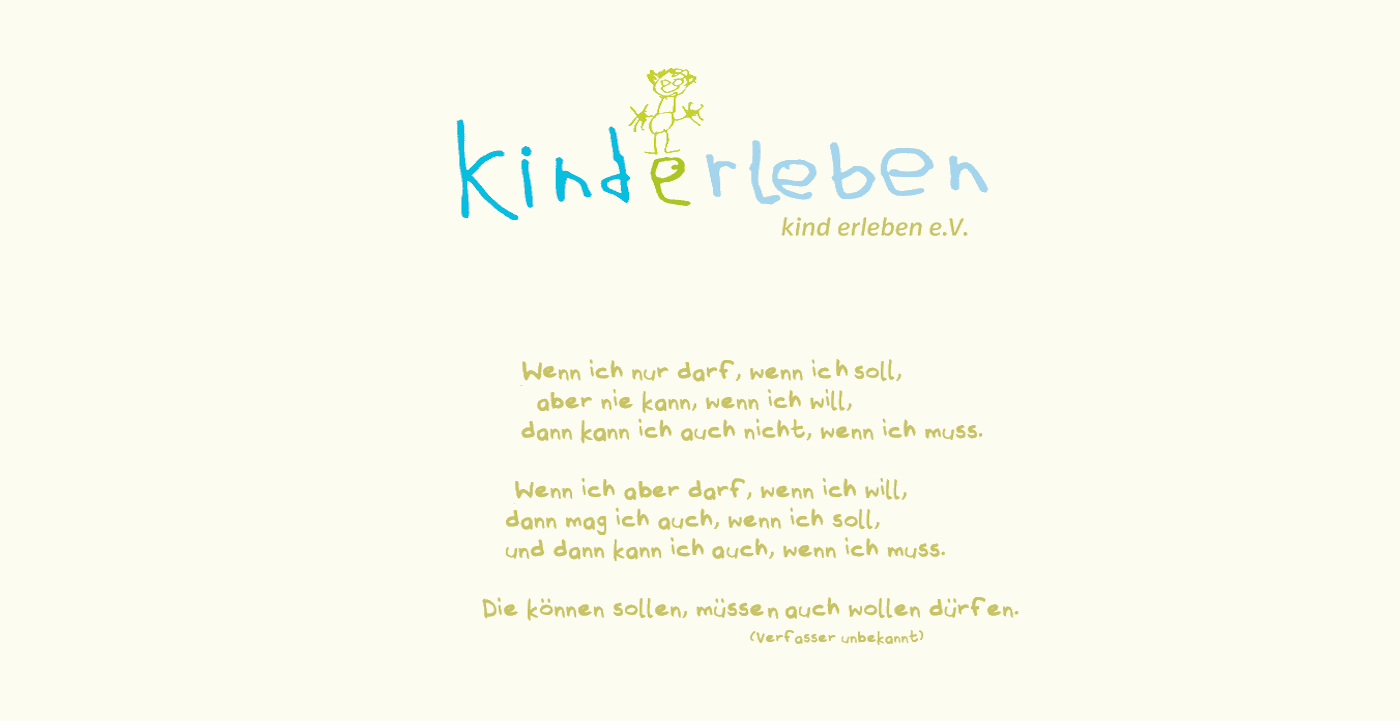 kinderleben
kind erleben e.V.
Wenn ich nur darf, wenn ich soll,
aber nie kann, wenn ich will,
dann kann ich auch nicht, wenn ich muss.
Wenn ich aber darf, wenn ich will,
dann mag ich auch, wenn ich soll,
und dann kann ich auch, wenn ich muss.
Die können sollen, müssen auch wollen dürfen.
(Verfasser unbekannt)